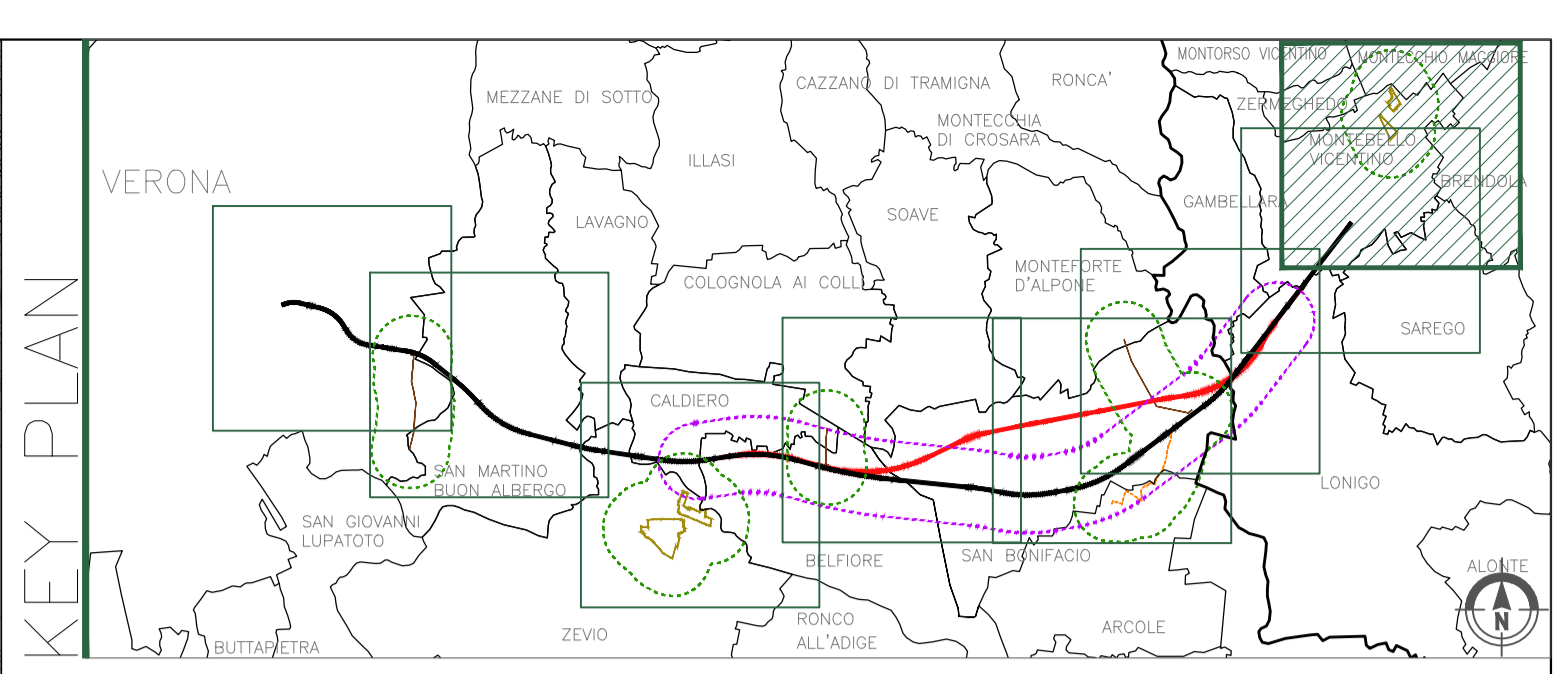 KEY PLAN
VERONA
MEZZANE DI SOTTO
CAZZANO DI TRAMIGNA
RONCA'
MONTORSO VICENTINO
MONTECCHIO MAGGIORE
ZERMEGHEDO
MONTECCHIA
DI CROSARA
MONTEBELLO
VICENTINO
ILLASI
BRENDOLA
LAVAGNO
SOAVE
GAMBELLARA
COLOGNOLA AI COLLI
MONTEFORTE
D'ALPONE
SAREGO
CALDIERO
SAN MARTINO
BUON ALBERGO
LONIGO
SAN GIOVANNI
LUPATOTO
BELFIORE
SAN BONIFACIO
ALONTE
RONCO
ALL'ADIGE
ZEVIO
ARCOLE
BUTTAPIETRA
N